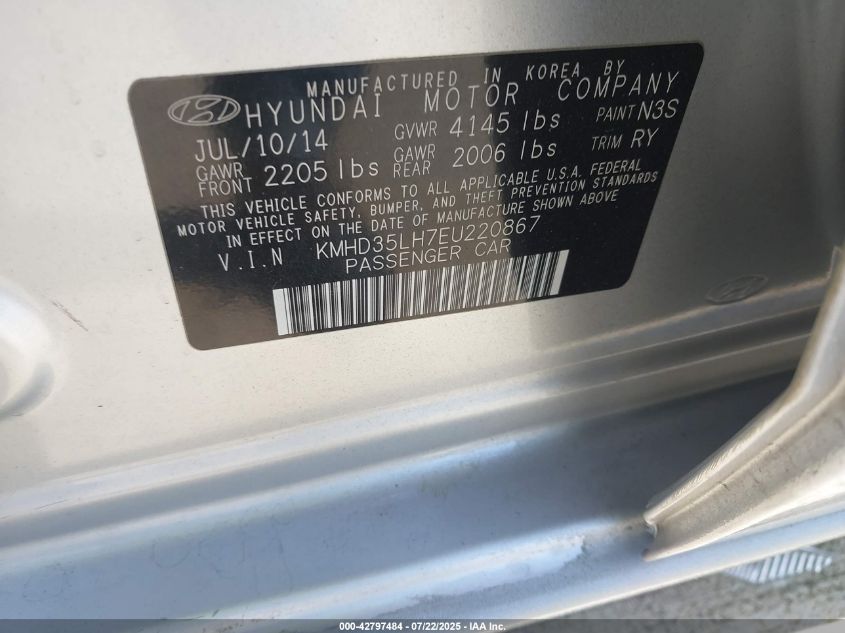 MANUFACTURED IN KOREA BY
HYUNDAI MOTOR COMPANY
JUL/10/14 GVWR 4145 lbs PAINT N3S
GAWR FRONT 2205 lbs GAWR REAR 2006 lbs TRIM RY
THIS VEHICLE CONFORMS TO ALL APPLICABLE U.S.A. FEDERAL
MOTOR VEHICLE SAFETY, BUMPER, AND THEFT PREVENTION STANDARDS
IN EFFECT ON THE DATE OF MANUFACTURE SHOWN ABOVE
V.I.N KMHD35LH7EU220867
PASSENGER CAR
000-42797484 - 07/22/2025 - IAA Inc.